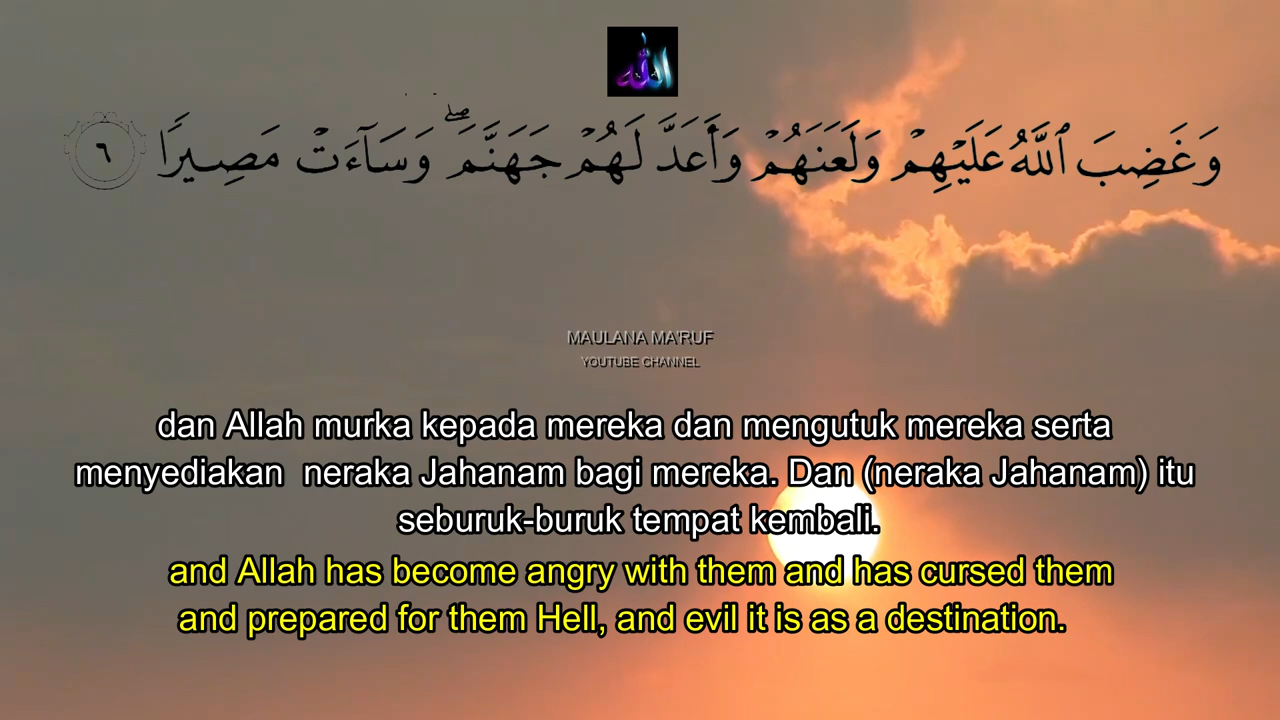 الله
وَغَضِبَ ٱللَّهُ عَلَيْهِمْ وَلَعَنَهُمْ وَأَعَدَّ لَهُمْ جَهَنَّمَ ۖ وَسَآءَتْ مَصِيرًا ٦
MAULANA MA'RUF
YOUTUBE CHANNEL
dan Allah murka kepada mereka dan mengutuk mereka serta
menyediakan  neraka Jahanam bagi mereka. Dan (neraka Jahanam) itu
seburuk-buruk tempat kembali.
and Allah has become angry with them and has cursed them
and prepared for them Hell, and evil it is as a destination.